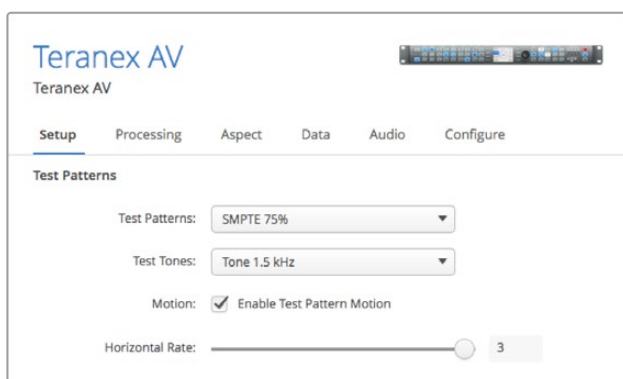 Teranex AV
Teranex AV
Setup Processing Aspect Data Audio Configure
Test Patterns
Test Patterns: SMPTE 75%
Test Tones: Tone 1.5 kHz
Motion: Enable Test Pattern Motion
Horizontal Rate: 3